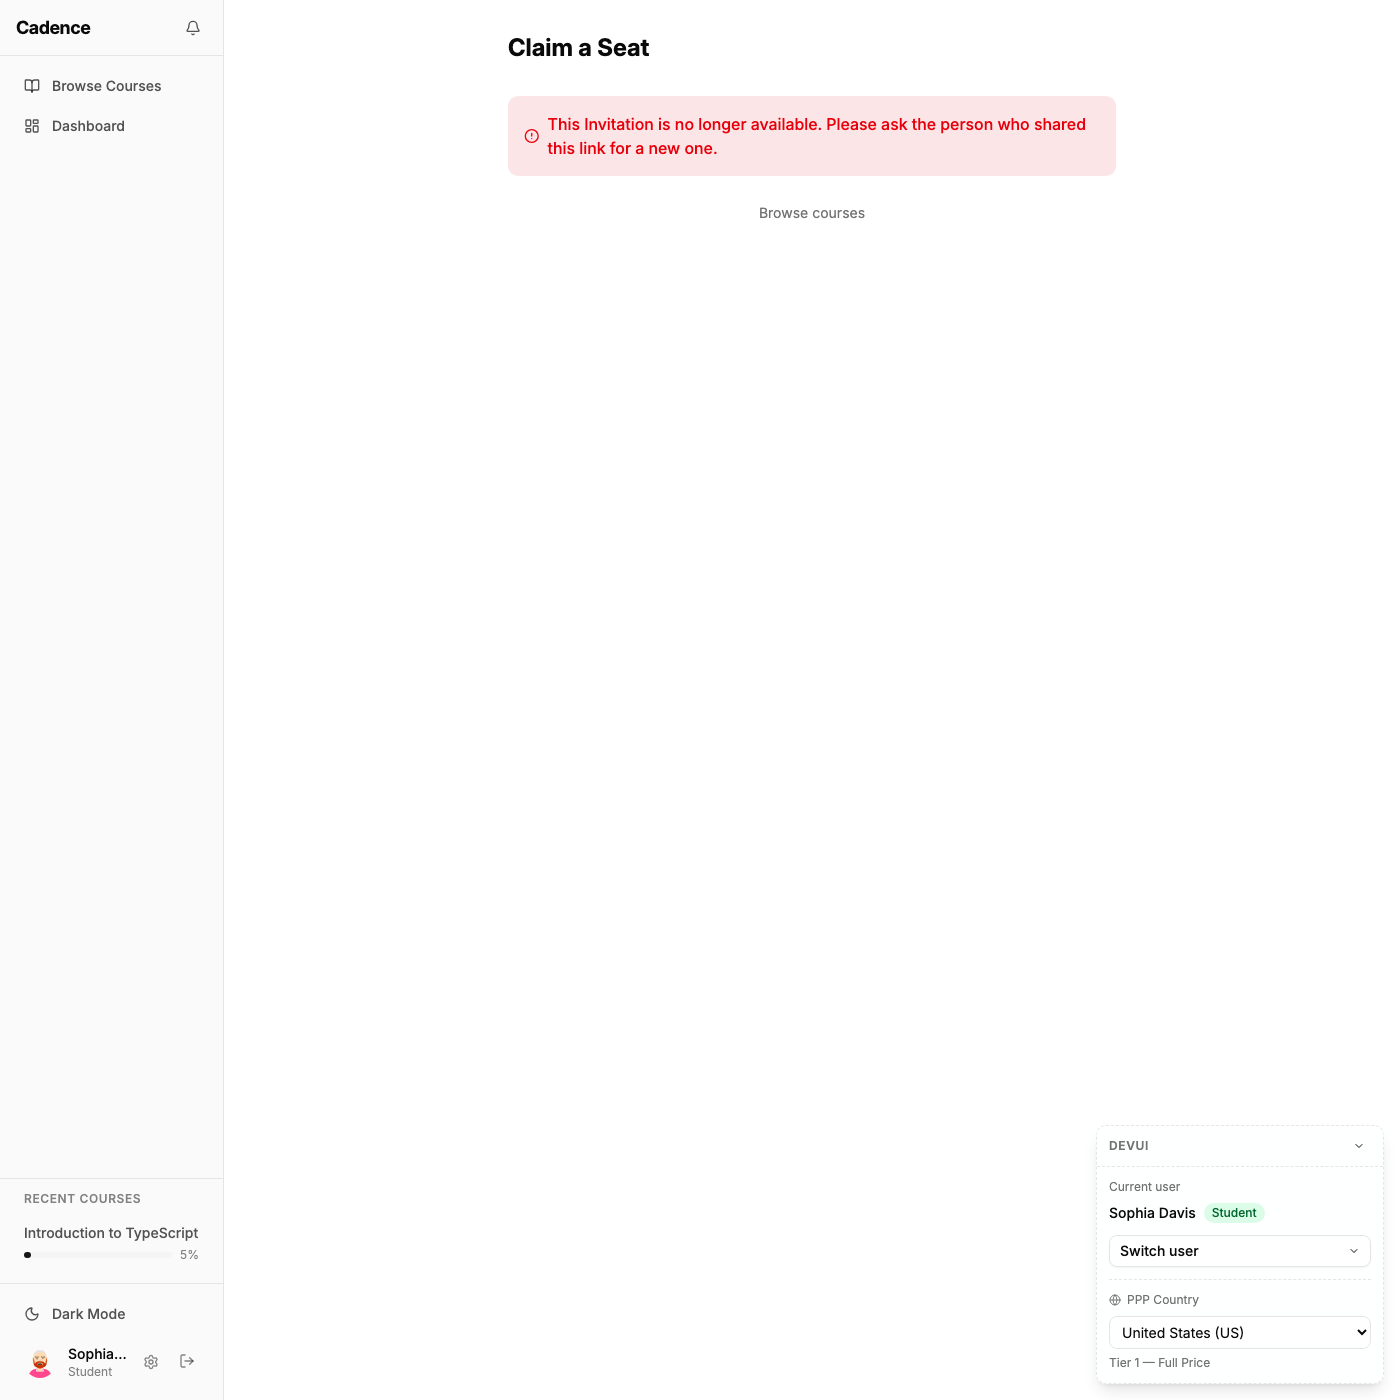 Cadence
Browse Courses
Dashboard
Claim a Seat
This Invitation is no longer available. Please ask the person who shared
this link for a new one.
Browse courses
RECENT COURSES
Introduction to TypeScript
5%
Dark Mode
Sophia...
Student
DEVUI
Current user
Sophia Davis
Student
Switch user
PPP Country
United States (US)
Tier 1 — Full Price